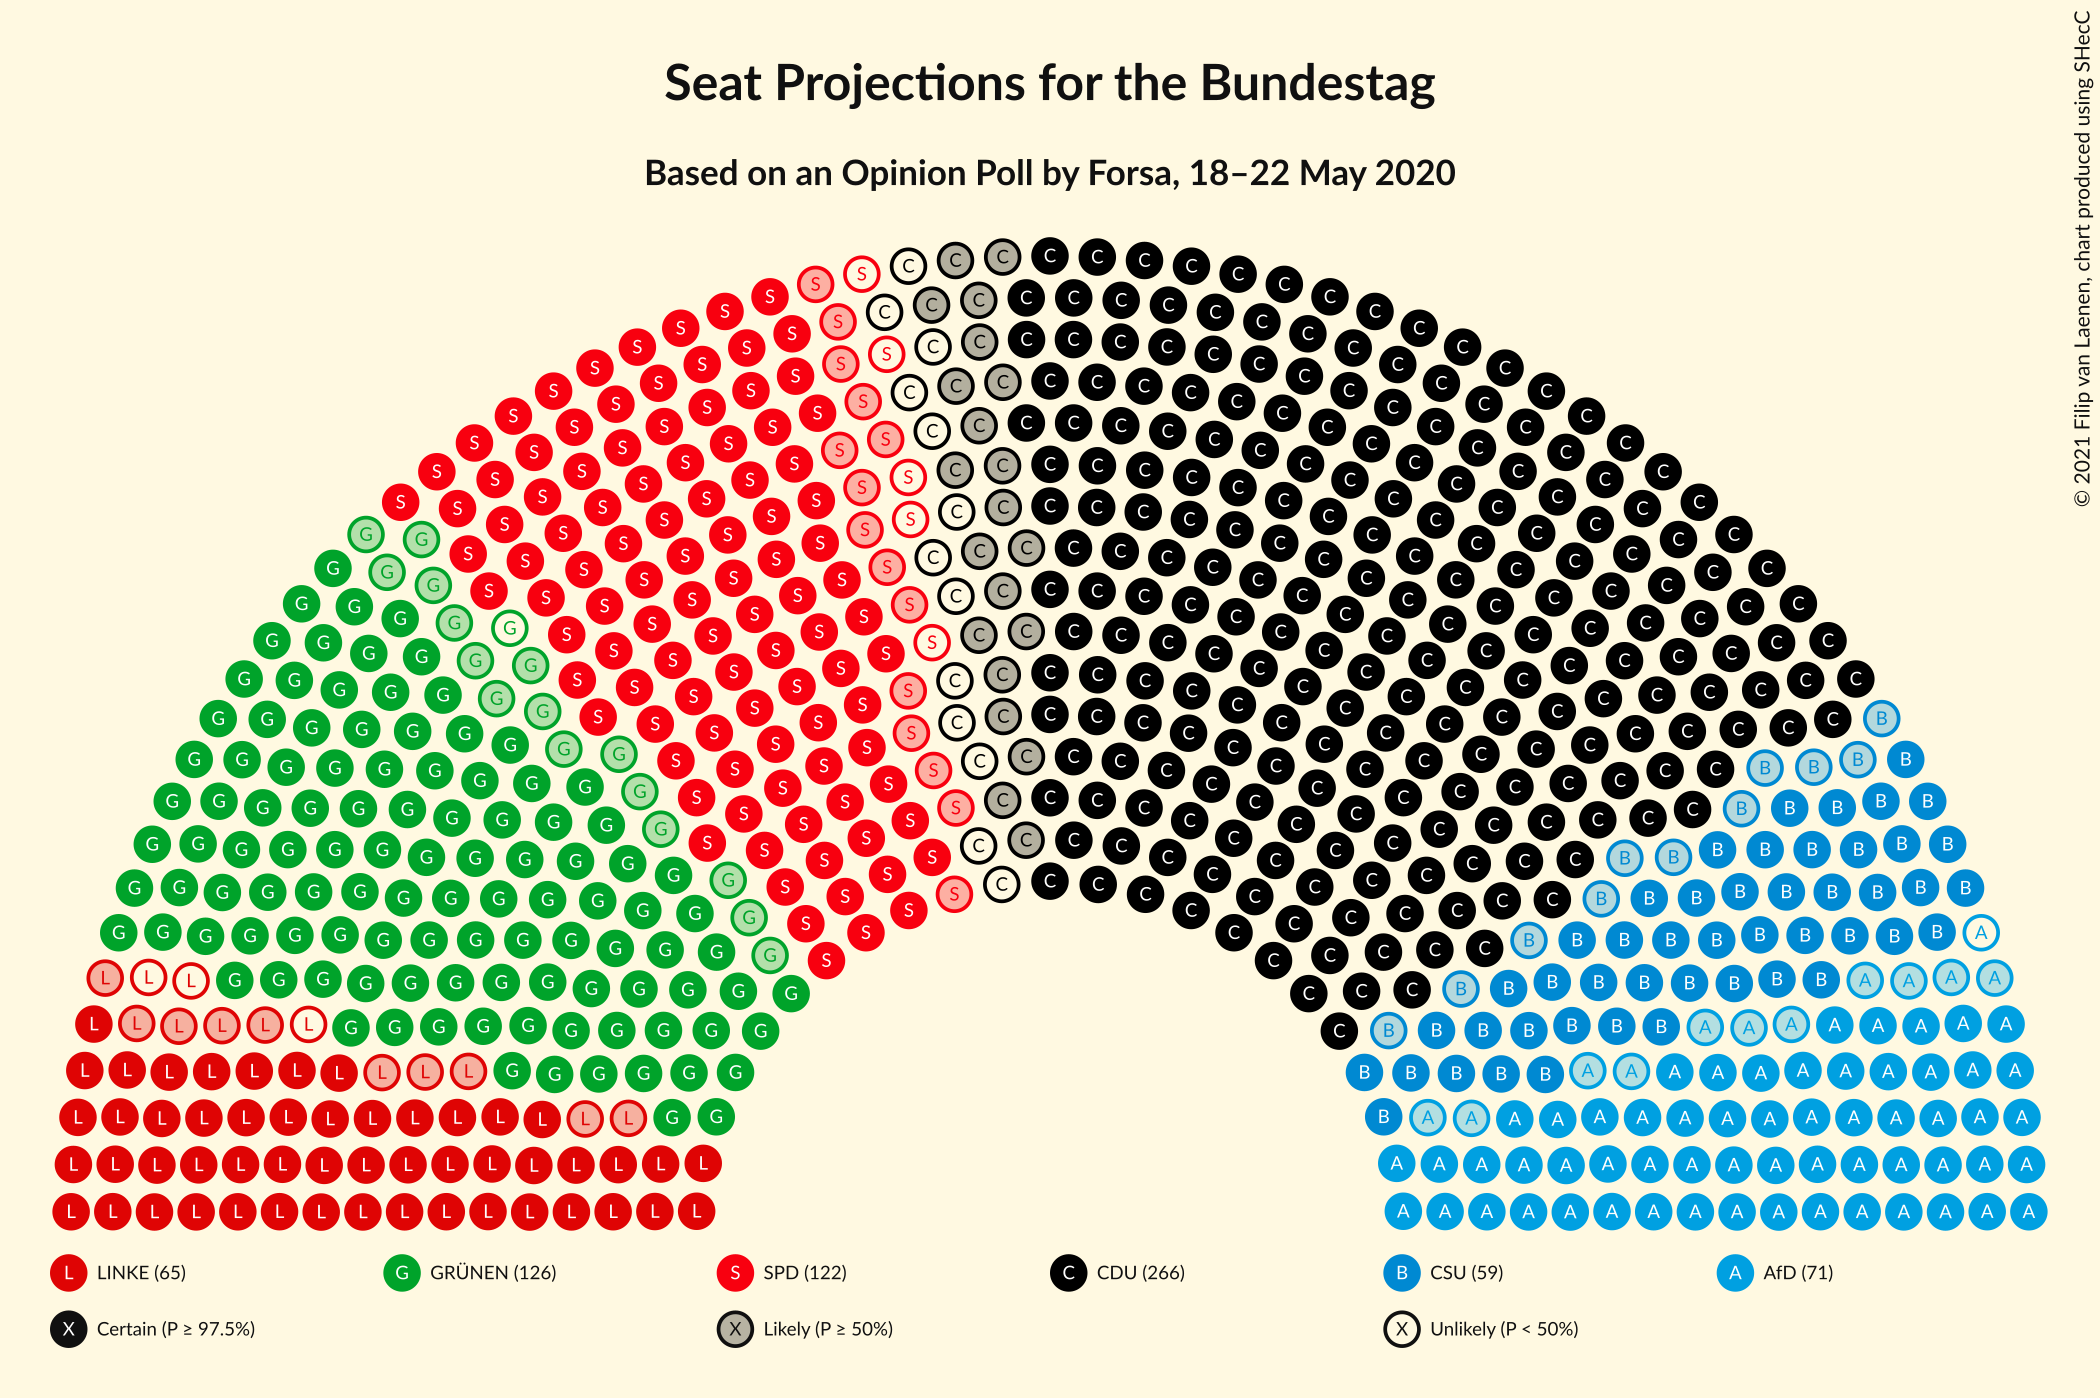 Seat Projections for the Bundestag
Based on an Opinion Poll by Forsa, 18–22 May 2020
© 2021 Filip van Laenen, chart produced using SHecC
L LINKE (65)
G GRÜNEN (126)
S SPD (122)
C CDU (266)
B CSU (59)
A AfD (71)
X Certain (P ≥ 97.5%)
X Likely (P ≥ 50%)
X Unlikely (P < 50%)